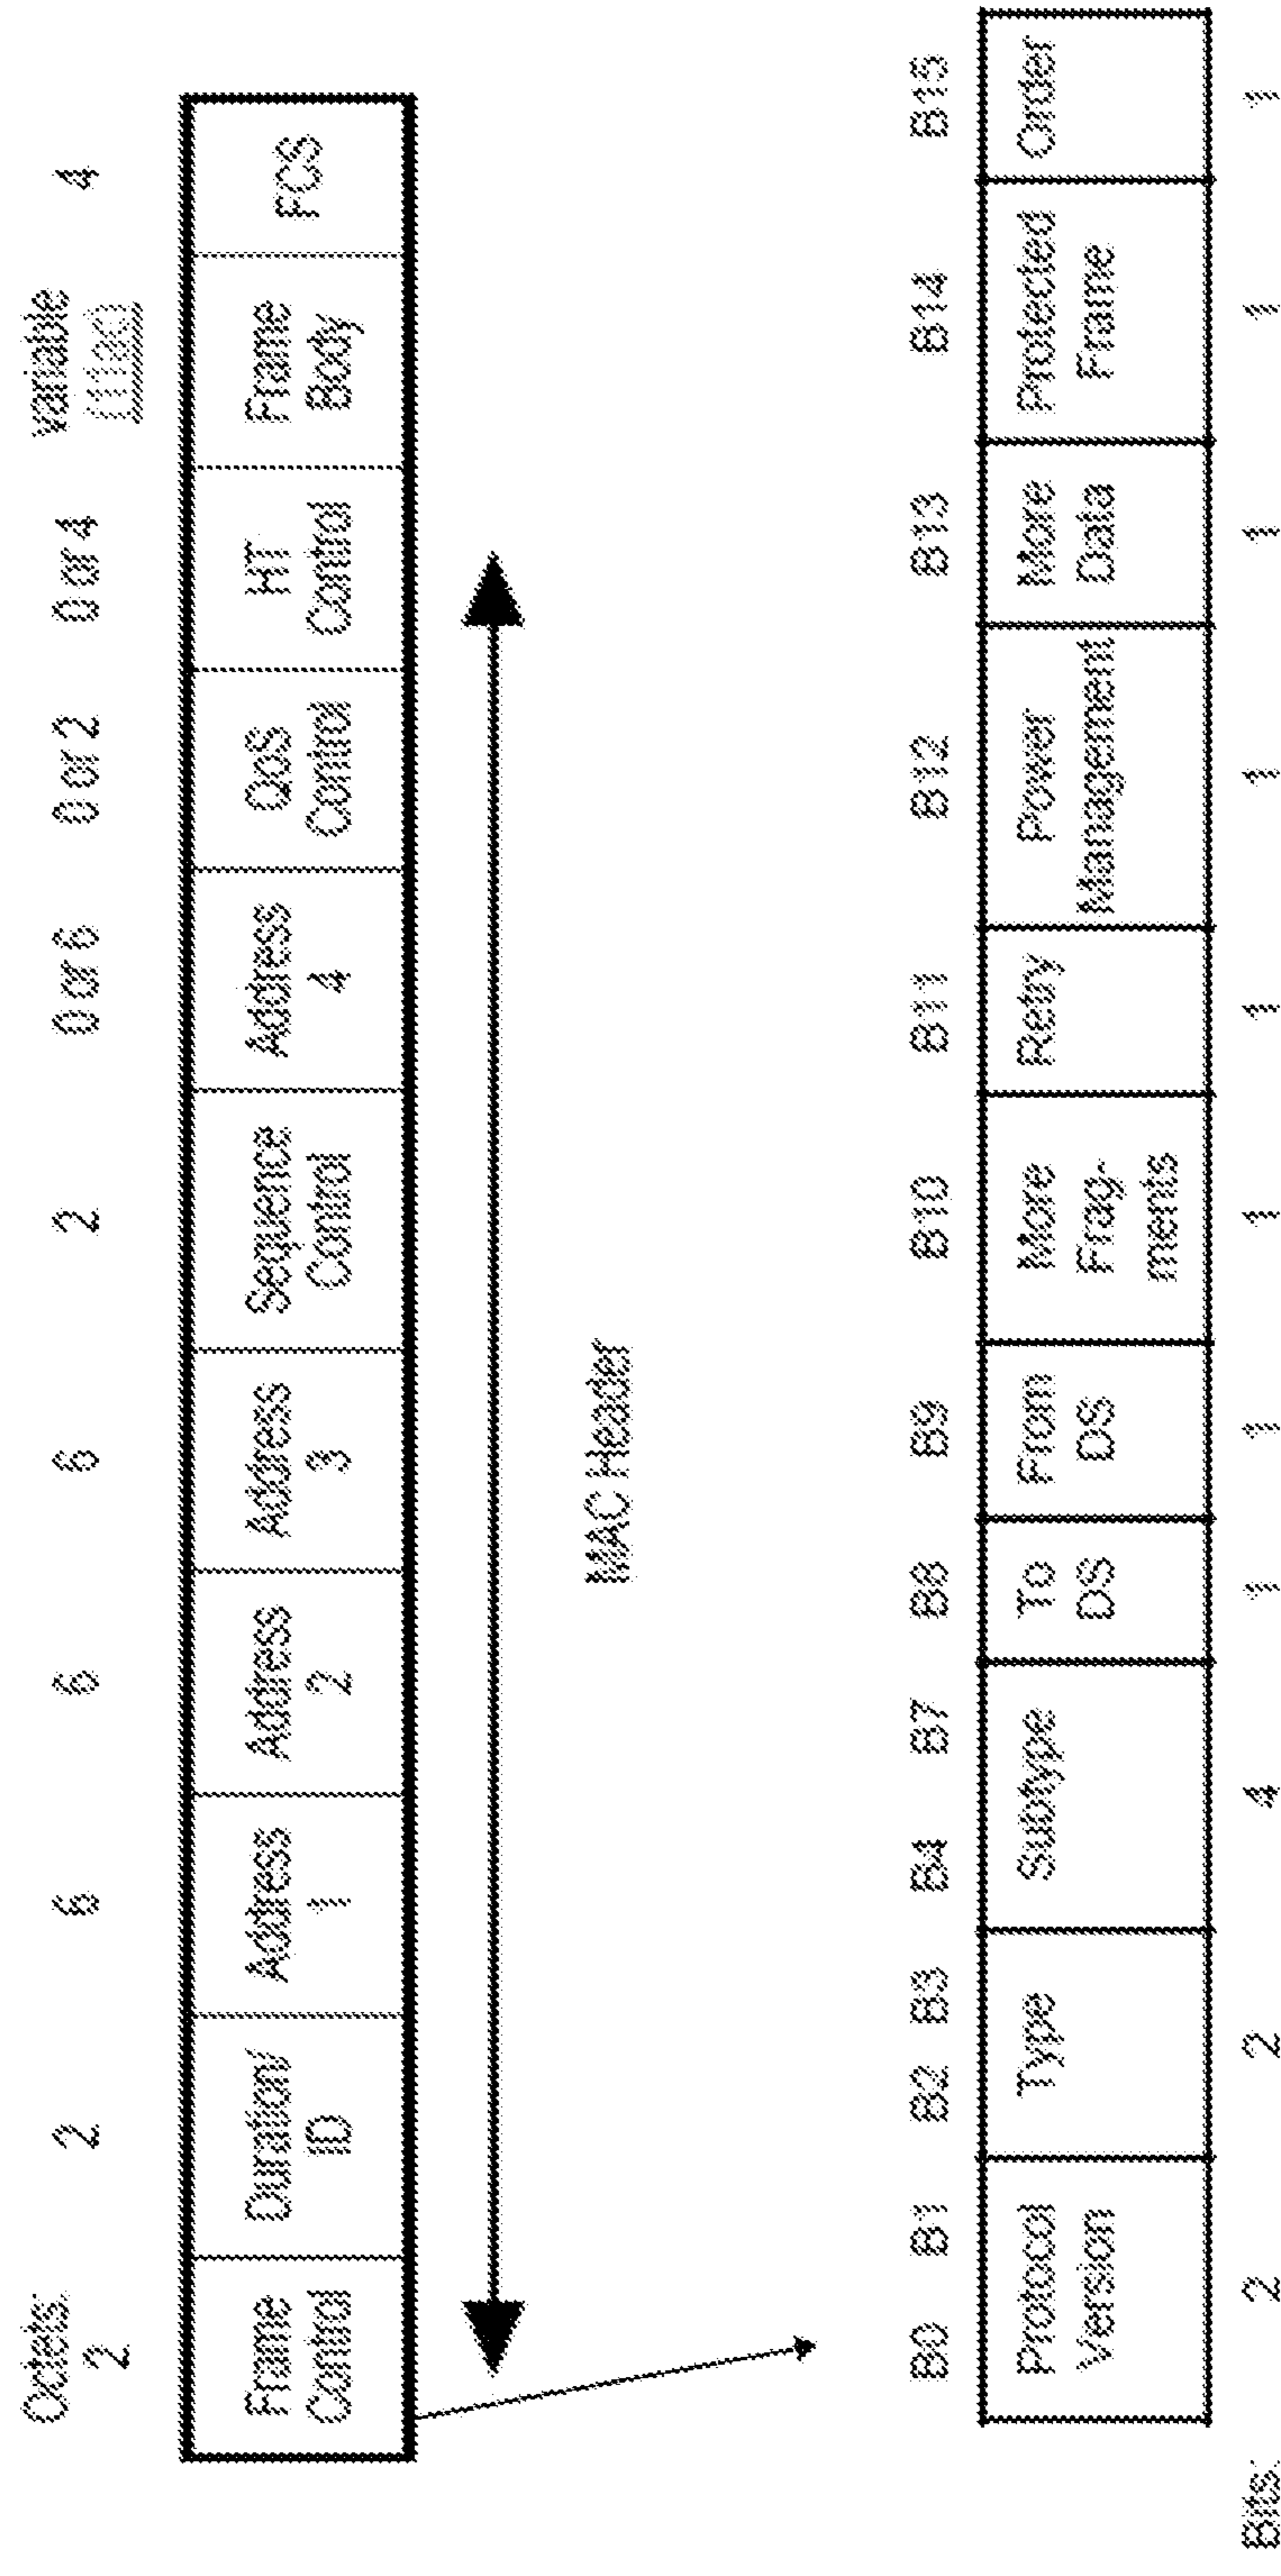 Octets:
2 2 6 6 6 2 0 or 6 0 or 2 0 or 4 variable 4
(11ac)
Frame Control
Duration/ ID
Address 1
Address 2
Address 3
Sequence Control
Address 4
QoS Control
HT Control
Frame Body
FCS
MAC Header
B0 B1 B2 B3 B4 B7 B8 B9 B10 B11 B12 B13 B14 B15
Protocol Version
Type
Subtype
To DS
From DS
More Frag- ments
Retry
Power Management
More Data
Protected Frame
Order
Bits: 2 2 4 1 1 1 1 1 1 1 1